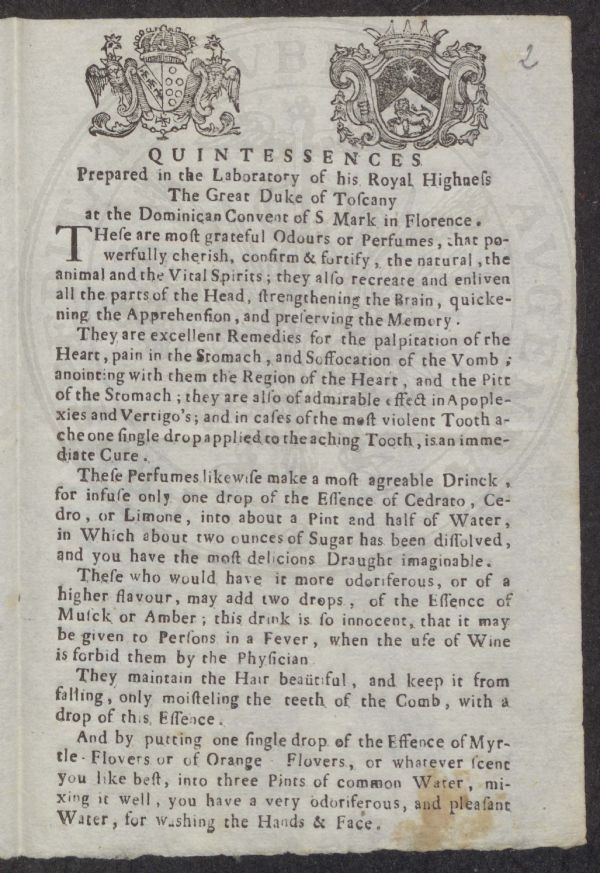 2
QUINTESSENCES
Prepared in the Laboratory of his Royal Highneſs
The Great Duke of Toſcany
at the Dominican Convent of S. Mark in Florence.
THeſe are moſt grateful Odours or Perfumes, that po-
werfully cheriſh, confirm & fortify, the natural, the
animal and the Vital Spirits; they alſo recreate and enliven
all the parts of the Head, ſtrengthening the Brain, quicke-
ning the Apprehenſion, and preſerving the Memory.
They are excellent Remedies for the palpitation of rhe
Heart, pain in the Stomach, and Soffocation of the Vomb;
anointing with them the Region of the Heart, and the Pitt
of the Stomach; they are alſo of admirable effect in Apople-
xies and Vertigo's; and in caſes of the moſt violent Tooth a-
che one ſingle drop applied to the aching Tooth, is an imme-
diate Cure.
Theſe Perfumes likewiſe make a moſt agreable Drinck,
for infuſe only one drop of the Eſſence of Cedrato, Ce-
dro, or Limone, into about a Pint and half of Water,
in Which about two ounces of Sugar has been diſſolved,
and you have the moſt delicions Draught imaginable.
Theſe who would have it more odoriferous, or of a
higher flavour, may add two drops, of the Eſſence of
Muſck or Amber; this drink is ſo innocent, that it may
be given to Perſons in a Fever, when the uſe of Wine
is forbid them by the Phyſician
They maintain the Hair beaütiful, and keep it from
falling, only moiſteling the teeth of the Comb, with a
drop of this Eſſence.
And by putting one ſingle drop of the Eſſence of Myr-
tle-Flovers or of Orange Flovers, or whatever ſcent
you like beſt, into three Pints of common Water, mi-
xing it well, you have a very odoriferous, and pleaſant
Water, for washing the Hands & Face.